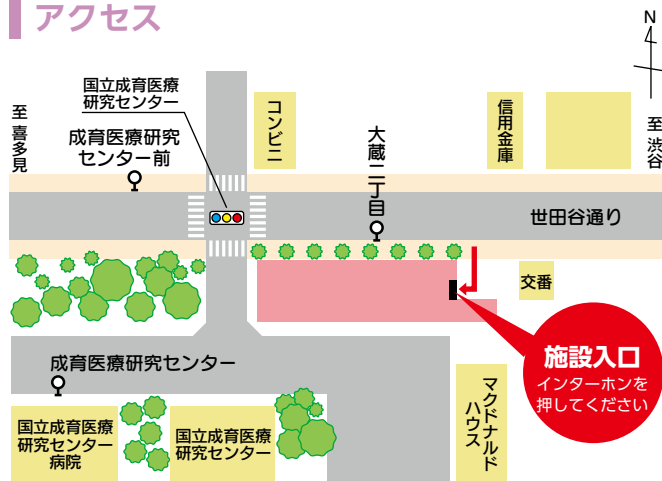 アクセス
N
国立成育医療
研究センター
至 喜多見
成育医療研究
センター前
コンビニ
大蔵二丁目
信用金庫
至 渋谷
世田谷通り
交番
施設入口
インターホンを
押してください
成育医療研究センター
国立成育医療
研究センター
病院
国立成育医療
研究センター
マクドナルド
ハウス